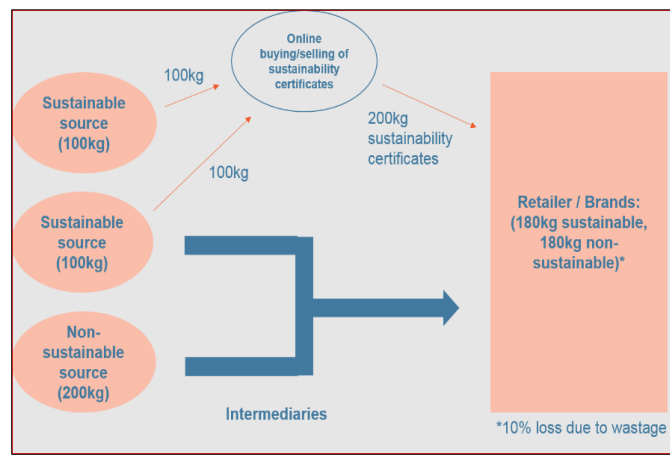 Online
buying/selling of
sustainability
certificates
100kg
Sustainable
source
(100kg)
200kg
sustainability
certificates
100kg
Sustainable
source
(100kg)
Retailer / Brands:
(180kg sustainable,
180kg non-
sustainable)*
Non-
sustainable
source
(200kg)
Intermediaries
*10% loss due to wastage